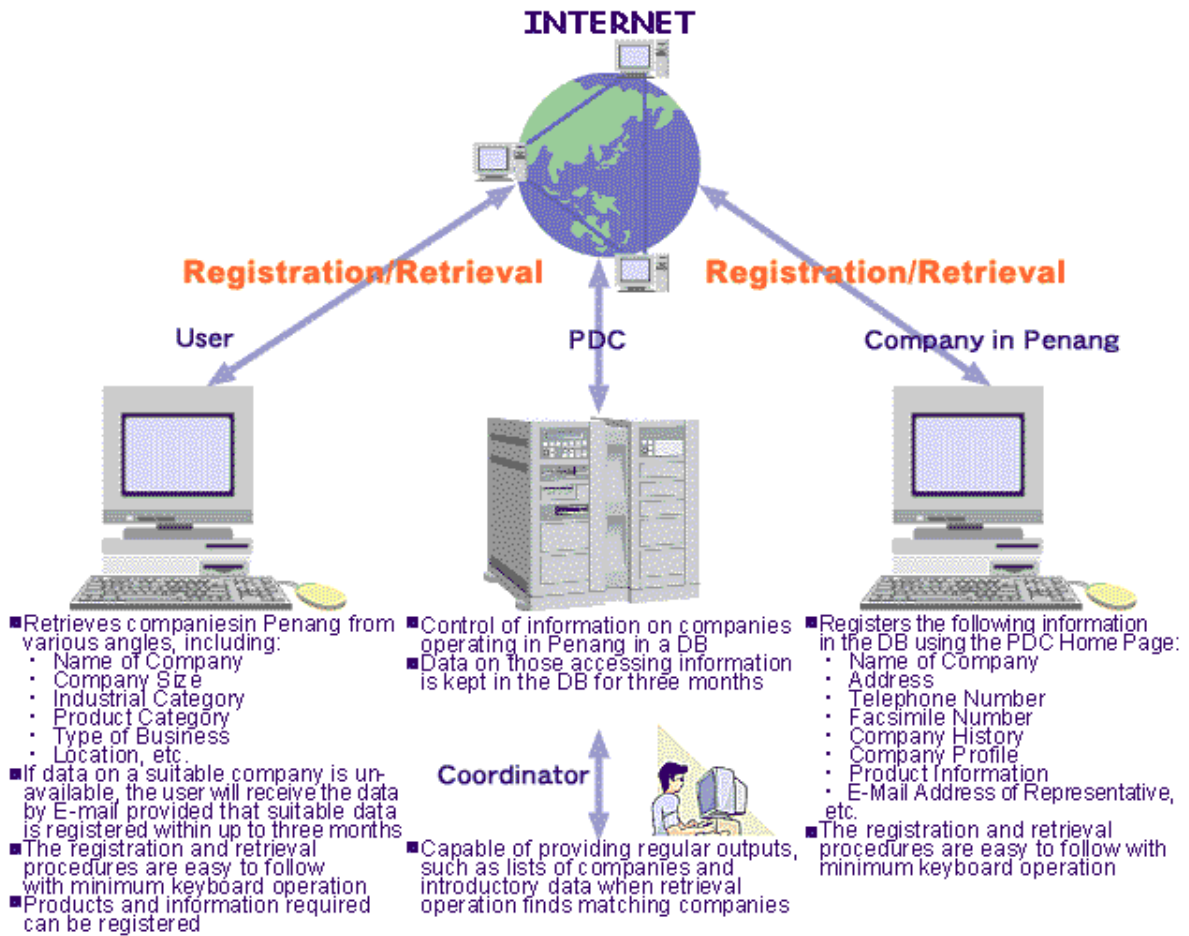 INTERNET
Registration/Retrieval
Registration/Retrieval
User
PDC
Company in Penang
■Retrieves companiesin Penang from
various angles, including:
・ Name of Company
・ Company Size
・ Industrial Category
・ Product Category
・ Type of Business
・ Location, etc.
■If data on a suitable company is un-
available, the user will receive the data
by E-mail provided that suitable data
is registered within up to three months
■The registration and retrieval
procedures are easy to follow
with minimum keyboard operation
■Products and information required
can be registered
■Control of information on companies
operating in Penang in a DB
■Data on those accessing information
is kept in the DB for three months
Coordinator
■Capable of providing regular outputs,
such as lists of companies and
introductory data when retrieval
operation finds matching companies
■Registers the following information
in the DB using the PDC Home Page:
・ Name of Company
・ Address
・ Telephone Number
・ Facsimile Number
・ Company History
・ Company Profile
・ Product Information
・ E-Mail Address of Representative,
etc.
■The registration and retrieval
procedures are easy to follow with
minimum keyboard operation